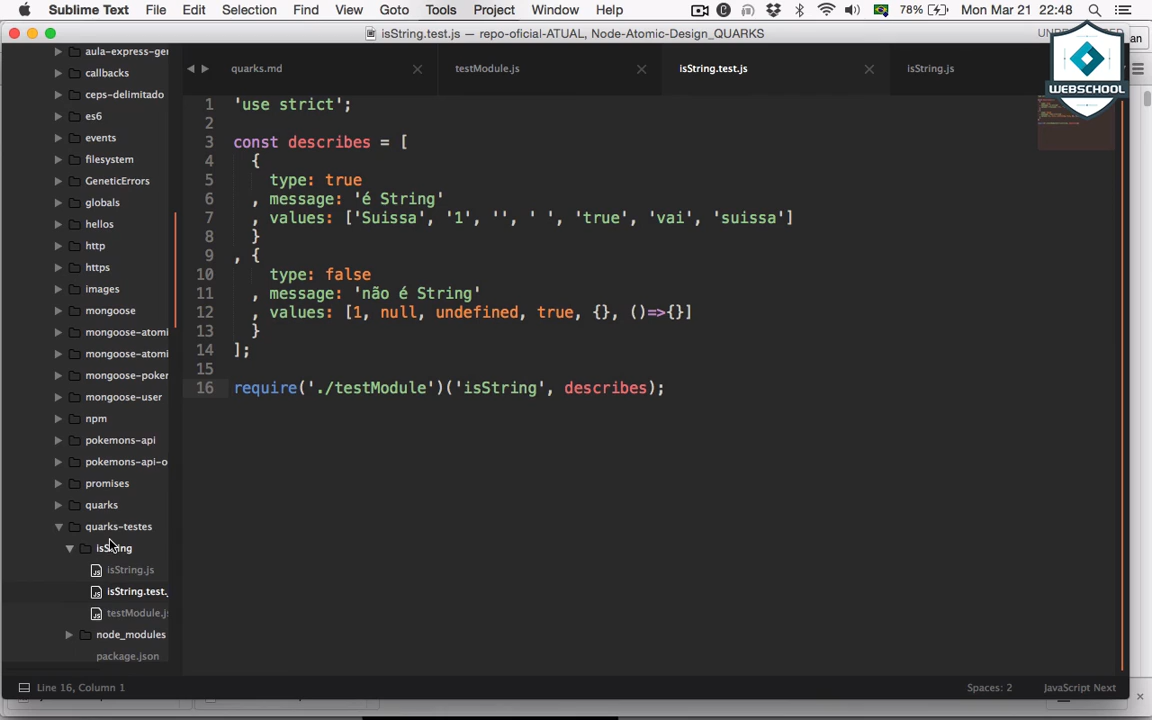 Sublime Text File Edit Selection Find View Goto Tools Project Window Help 78% Mon Mar 21 22:48
isString.test.js — repo-oficial-ATUAL, Node-Atomic-Design_QUARKS
WEBSCHOOL
quarks.md testModule.js isString.test.js isString.js
aula-express-ger
callbacks
ceps-delimitado
es6
events
filesystem
GeneticErrors
globals
hellos
http
https
images
mongoose
mongoose-atomi
mongoose-atomi
mongoose-poker
mongoose-user
npm
pokemons-api
pokemons-api-o
promises
quarks
quarks-testes
isString
isString.js
isString.test.
testModule.js
node_modules
package.json
1 'use strict';
2
3 const describes = [
4 {
5 type: true
6 , message: 'é String'
7 , values: ['Suissa', '1', '', ' ', 'true', 'vai', 'suissa']
8 }
9 , {
10 type: false
11 , message: 'não é String'
12 , values: [1, null, undefined, true, {}, ()=>{}]
13 }
14 ];
15
16 require('./testModule')('isString', describes);
Line 16, Column 1 Spaces: 2 JavaScript Next